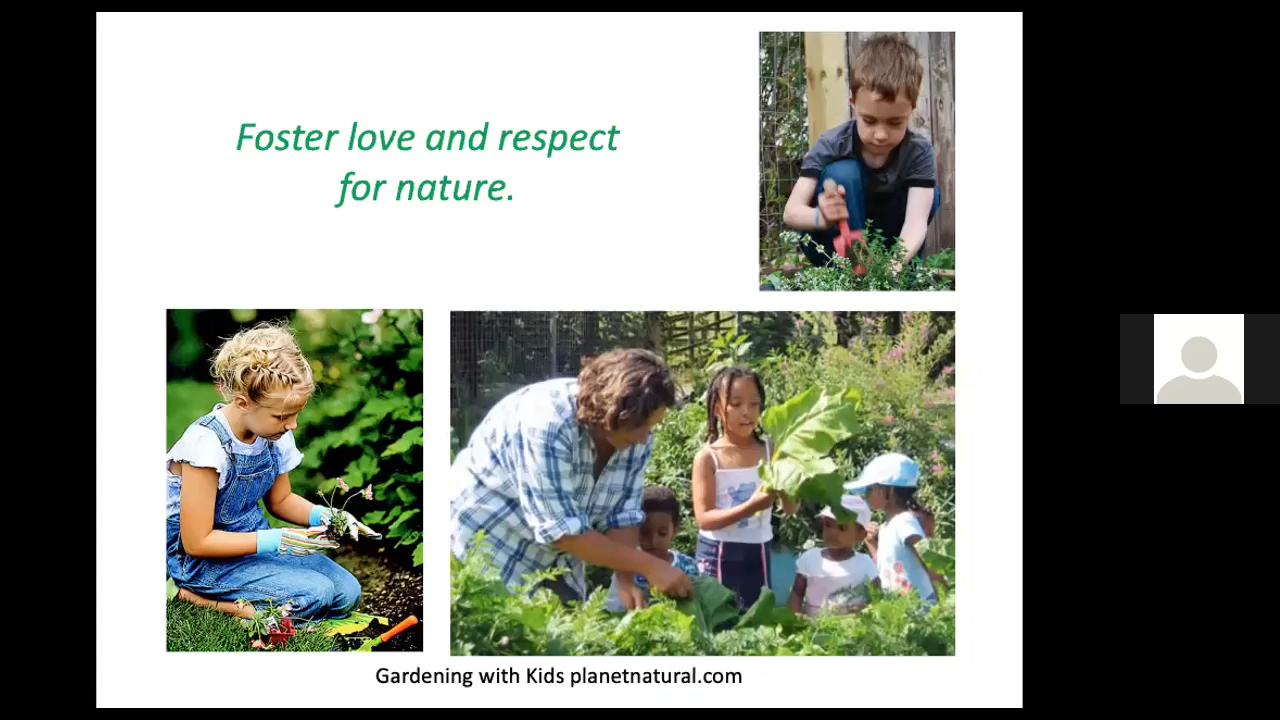 Foster love and respect
for nature.
Gardening with Kids planetnatural.com